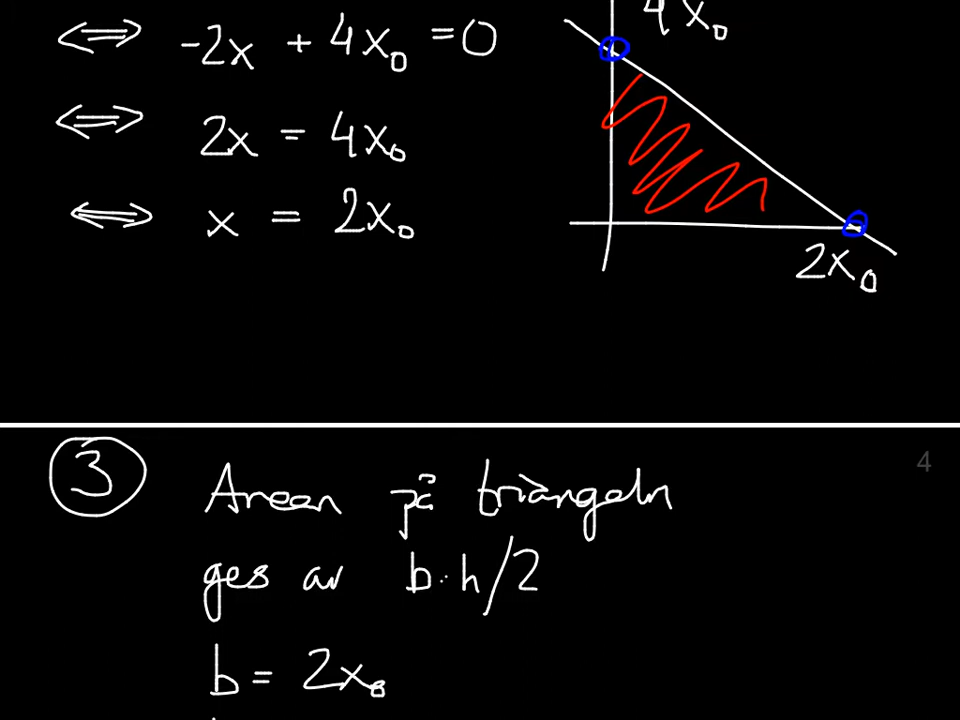 ⟺ -2x + 4x₀ = 0
⟺ 2x = 4x₀
⟺ x = 2x₀
4x₀
2x₀
4
③ Arean på triangeln
ges av b·h/2
b = 2x₀